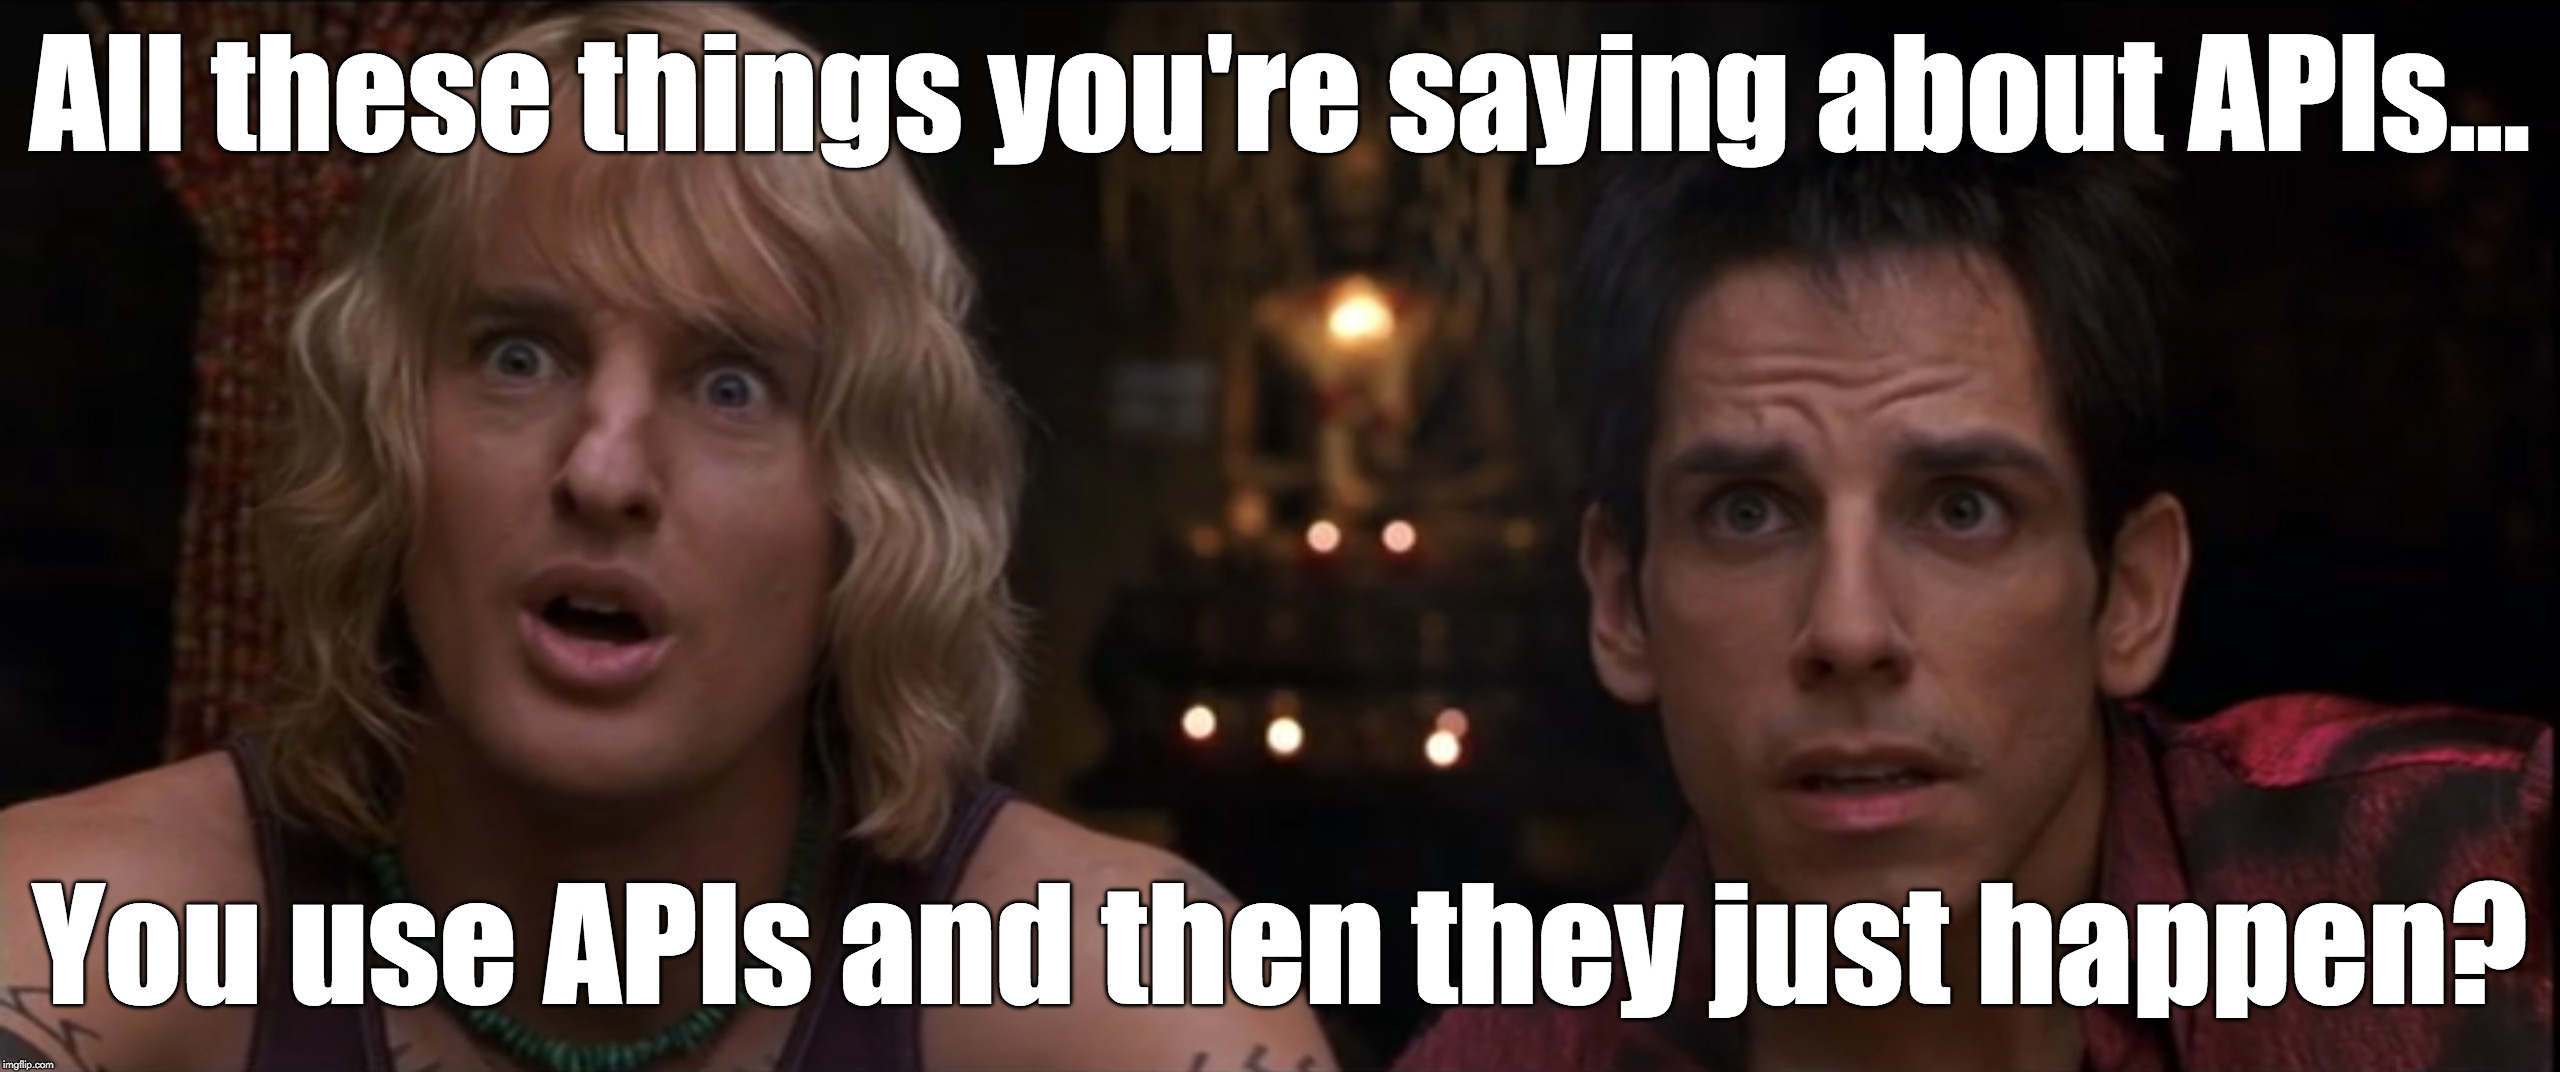 All these things you're saying about APIs...
You use APIs and then they just happen?
imgflip.com